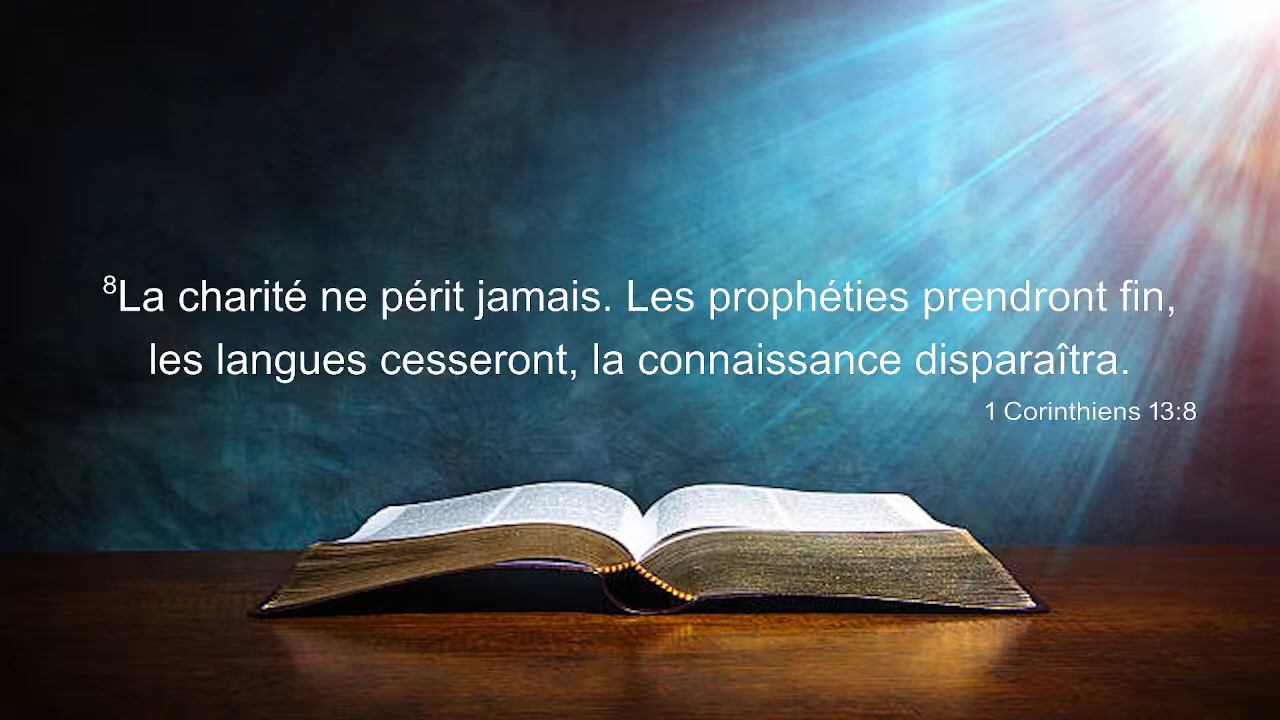 ⁸La charité ne périt jamais. Les prophéties prendront fin,
les langues cesseront, la connaissance disparaîtra.
1 Corinthiens 13:8